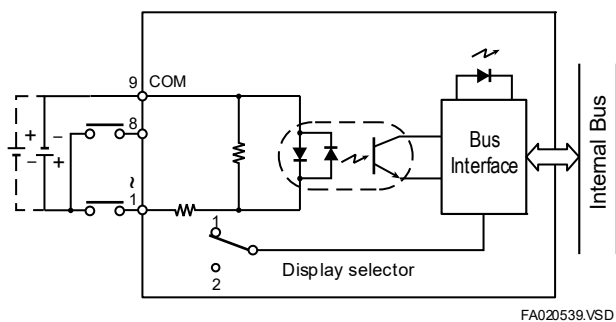 9 COM
8
~
1
+
−
−
+
1
2
Display selector
Bus
Interface
Internal Bus
FA020539.VSD